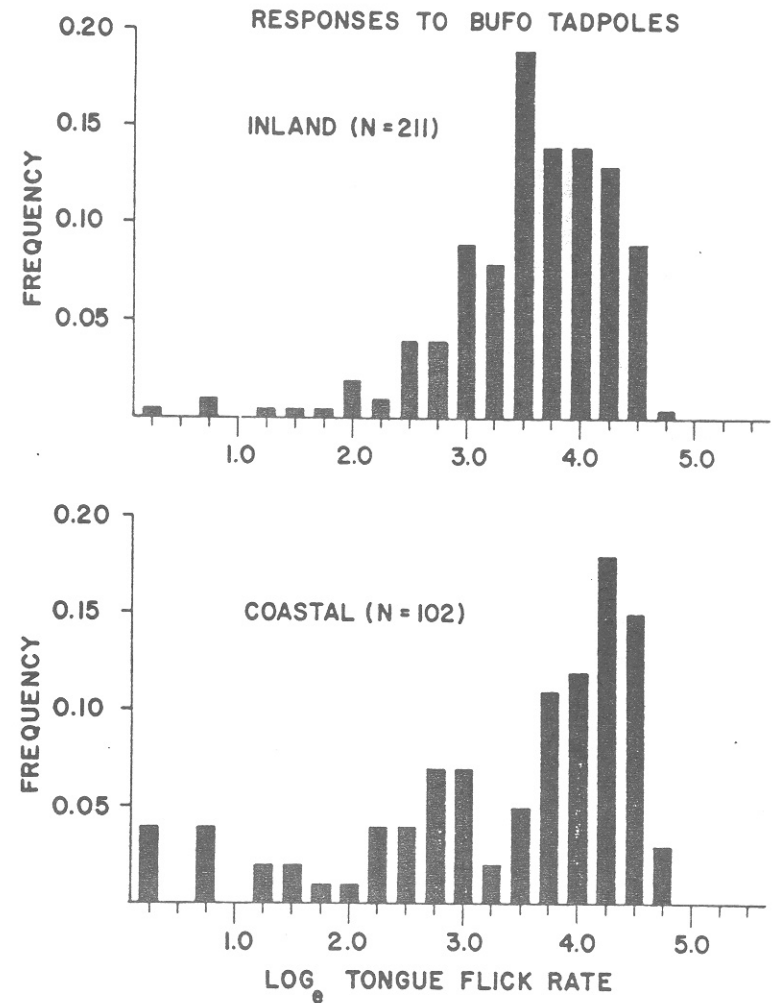 RESPONSES TO BUFO TADPOLES
0.20
INLAND (N=211)
0.15
0.10
0.05
FREQUENCY
1.0 2.0 3.0 4.0 5.0
0.20
COASTAL (N=102)
0.15
0.10
0.05
FREQUENCY
1.0 2.0 3.0 4.0 5.0
LOGe TONGUE FLICK RATE